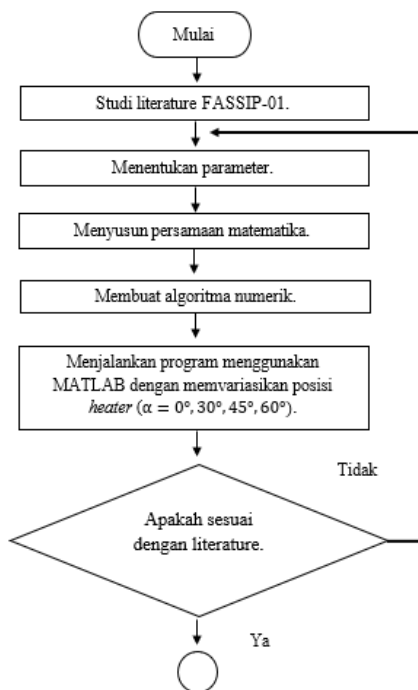 Mulai
Studi literature FASSIP-01.
Menentukan parameter.
Menyusun persamaan matematika.
Membuat algoritma numerik.
Menjalankan program menggunakan
MATLAB dengan memvariasikan posisi
heater (α = 0°, 30°, 45°, 60°).
Tidak
Apakah sesuai
dengan literature.
Ya